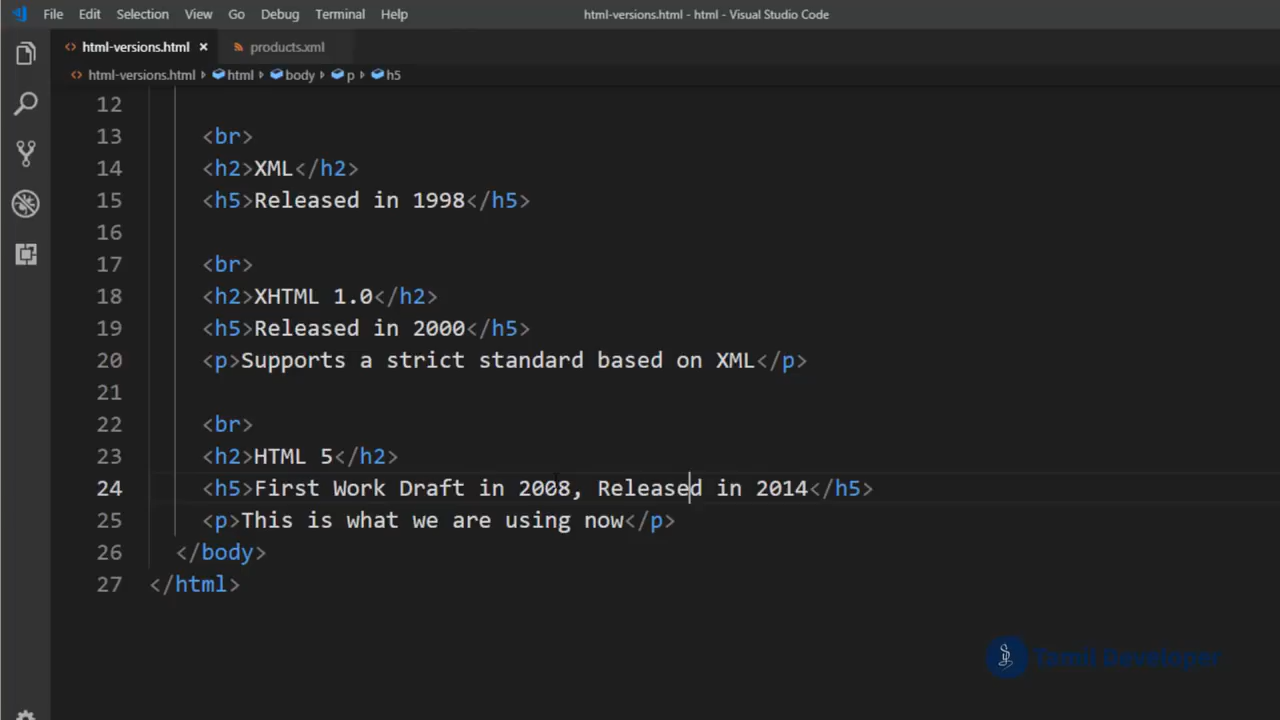 File Edit Selection View Go Debug Terminal Help html-versions.html - html - Visual Studio Code
html-versions.html × products.xml
html-versions.html html body p h5
12
13 <br>
14 <h2>XML</h2>
15 <h5>Released in 1998</h5>
16
17 <br>
18 <h2>XHTML 1.0</h2>
19 <h5>Released in 2000</h5>
20 <p>Supports a strict standard based on XML</p>
21
22 <br>
23 <h2>HTML 5</h2>
24 <h5>First Work Draft in 2008, Released in 2014</h5>
25 <p>This is what we are using now</p>
26 </body>
27 </html>
Tamil Developer